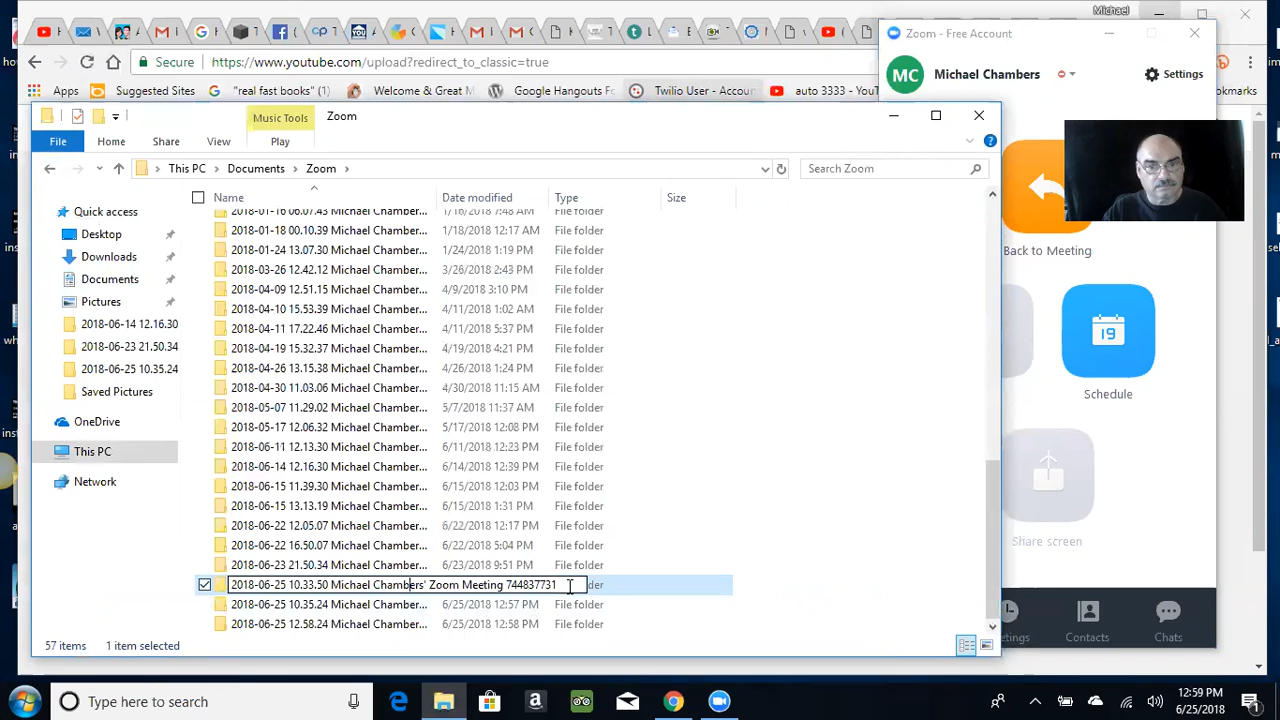 Michael
Secure https://www.youtube.com/upload?redirect_to_classic=true
Zoom - Free Account
MC Michael Chambers Settings
Apps Suggested Sites "real fast books" (1) Welcome & Great... Google Hangouts F... Twilio User - Accou... auto 3333 - YouTu...
Music Tools Zoom
File Home Share View Play
This PC Documents Zoom Search Zoom
Name Date modified Type Size
Quick access
Desktop
Downloads
Documents
Pictures
2018-06-14 12.16.30
2018-06-23 21.50.34
2018-06-25 10.35.24
Saved Pictures
OneDrive
This PC
Network
2018-01-16 06.07.43 Michael Chamber... 1/16/2018 7:48 AM File folder
2018-01-18 00.10.39 Michael Chamber... 1/18/2018 12:17 AM File folder
2018-01-24 13.07.30 Michael Chamber... 1/24/2018 1:19 PM File folder
2018-03-26 12.42.12 Michael Chamber... 3/26/2018 2:43 PM File folder
2018-04-09 12.51.15 Michael Chamber... 4/9/2018 3:10 PM File folder
2018-04-10 15.53.39 Michael Chamber... 4/11/2018 1:02 AM File folder
2018-04-11 17.22.46 Michael Chamber... 4/11/2018 5:37 PM File folder
2018-04-19 15.32.37 Michael Chamber... 4/19/2018 4:21 PM File folder
2018-04-26 13.15.38 Michael Chamber... 4/26/2018 1:24 PM File folder
2018-04-30 11.03.06 Michael Chamber... 4/30/2018 11:15 AM File folder
2018-05-07 11.29.02 Michael Chamber... 5/7/2018 11:37 AM File folder
2018-05-17 12.06.32 Michael Chamber... 5/17/2018 12:08 PM File folder
2018-06-11 12.13.30 Michael Chamber... 6/11/2018 12:23 PM File folder
2018-06-14 12.16.30 Michael Chamber... 6/14/2018 12:39 PM File folder
2018-06-15 11.39.30 Michael Chamber... 6/15/2018 12:03 PM File folder
2018-06-15 13.13.19 Michael Chamber... 6/15/2018 1:31 PM File folder
2018-06-22 12.05.07 Michael Chamber... 6/22/2018 12:17 PM File folder
2018-06-22 16.50.07 Michael Chamber... 6/22/2018 5:04 PM File folder
2018-06-23 21.50.34 Michael Chamber... 6/23/2018 9:51 PM File folder
2018-06-25 10.33.50 Michael Chambers' Zoom Meeting 744837731 lder
2018-06-25 10.35.24 Michael Chamber... 6/25/2018 12:57 PM File folder
2018-06-25 12.58.24 Michael Chamber... 6/25/2018 12:58 PM File folder
57 items 1 item selected
Back to Meeting
19
Schedule
Share screen
etings Contacts Chats
Type here to search
12:59 PM
6/25/2018